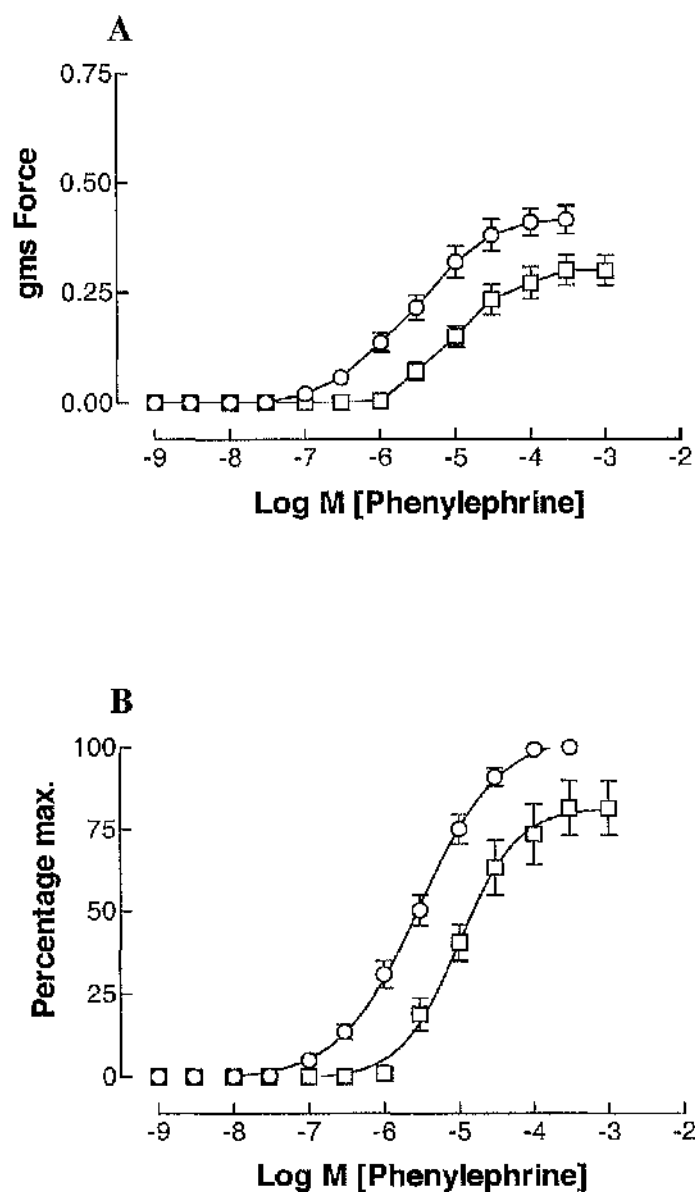 A
gms Force
0.75
0.50
0.25
0.00
-9 -8 -7 -6 -5 -4 -3 -2
Log M [Phenylephrine]
B
Percentage max.
100
75
50
25
0
-9 -8 -7 -6 -5 -4 -3 -2
Log M [Phenylephrine]